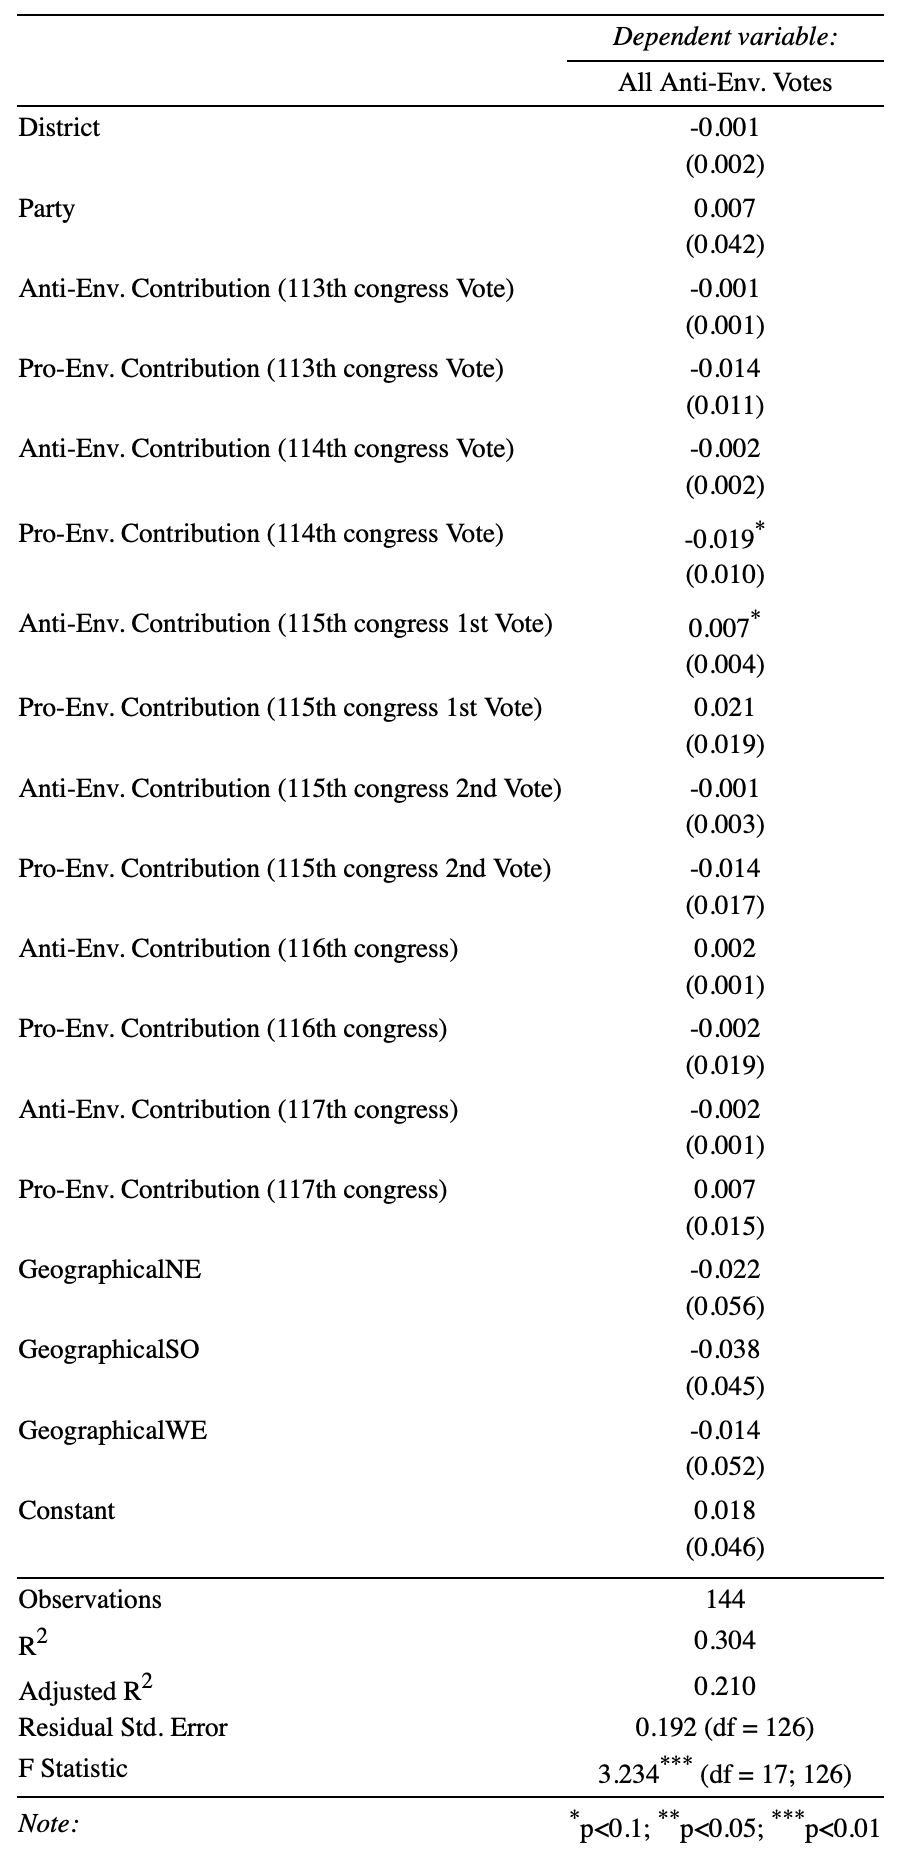 Dependent variable:
All Anti-Env. Votes
District -0.001
(0.002)
Party 0.007
(0.042)
Anti-Env. Contribution (113th congress Vote) -0.001
(0.001)
Pro-Env. Contribution (113th congress Vote) -0.014
(0.011)
Anti-Env. Contribution (114th congress Vote) -0.002
(0.002)
Pro-Env. Contribution (114th congress Vote) -0.019*
(0.010)
Anti-Env. Contribution (115th congress 1st Vote) 0.007*
(0.004)
Pro-Env. Contribution (115th congress 1st Vote) 0.021
(0.019)
Anti-Env. Contribution (115th congress 2nd Vote) -0.001
(0.003)
Pro-Env. Contribution (115th congress 2nd Vote) -0.014
(0.017)
Anti-Env. Contribution (116th congress) 0.002
(0.001)
Pro-Env. Contribution (116th congress) -0.002
(0.019)
Anti-Env. Contribution (117th congress) -0.002
(0.001)
Pro-Env. Contribution (117th congress) 0.007
(0.015)
GeographicalNE -0.022
(0.056)
GeographicalSO -0.038
(0.045)
GeographicalWE -0.014
(0.052)
Constant 0.018
(0.046)
Observations 144
R² 0.304
Adjusted R² 0.210
Residual Std. Error 0.192 (df = 126)
F Statistic 3.234*** (df = 17; 126)
Note: *p<0.1; **p<0.05; ***p<0.01